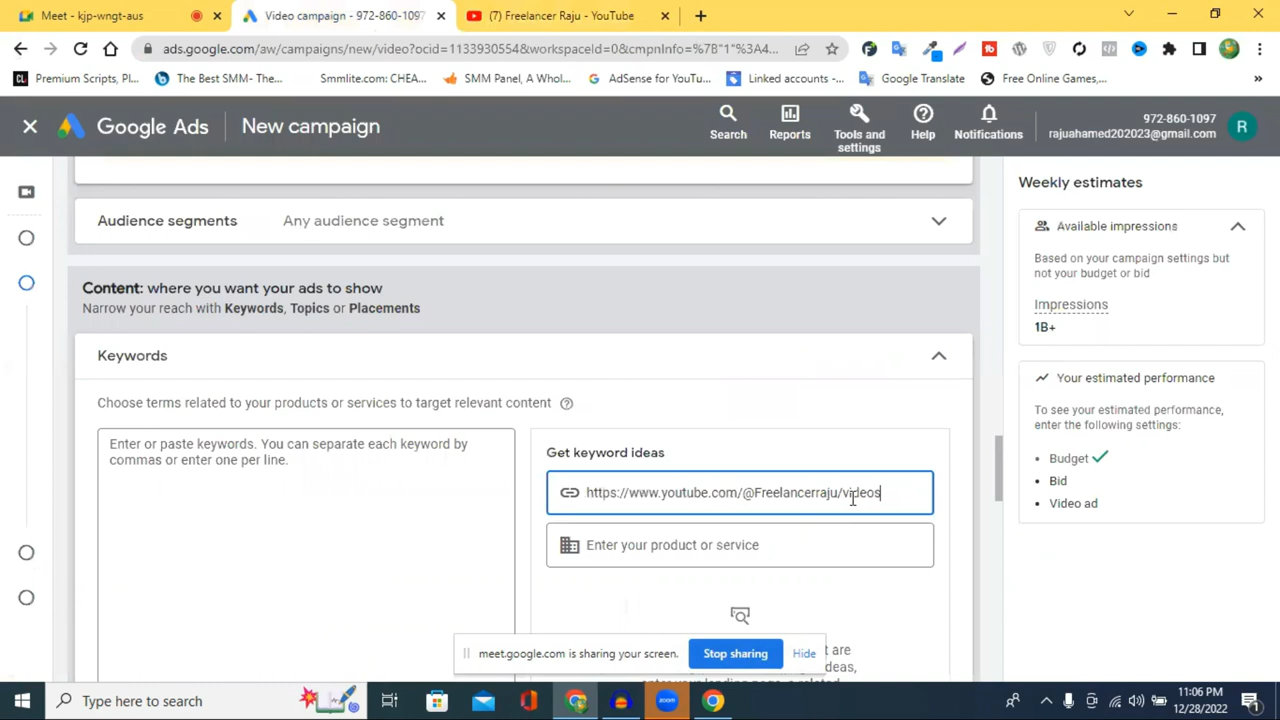 Meet - kjp-wngt-aus
Video campaign - 972-860-1097
(7) Freelancer Raju - YouTube
ads.google.com/aw/campaigns/new/video?ocid=1133930554&workspaceId=0&cmpnInfo=%7B"1"%3A4...
Premium Scripts, Pl...
The Best SMM- The...
Smmlite.com: CHEA...
SMM Panel, A Whol...
AdSense for YouTu...
Linked accounts -...
Google Translate
Free Online Games,...
»
Google Ads
New campaign
Search
Reports
Tools and settings
Help
Notifications
972-860-1097
rajuahamed202023@gmail.com
R
Audience segments
Any audience segment
Content: where you want your ads to show
Narrow your reach with Keywords, Topics or Placements
Keywords
Choose terms related to your products or services to target relevant content
Enter or paste keywords. You can separate each keyword by
commas or enter one per line.
Get keyword ideas
https://www.youtube.com/@Freelancerraju/videos
Enter your product or service
are
ideas,
Weekly estimates
Available impressions
Based on your campaign settings but
not your budget or bid
Impressions
1B+
Your estimated performance
To see your estimated performance,
enter the following settings:
• Budget
• Bid
• Video ad
meet.google.com is sharing your screen.
Stop sharing
Hide
Type here to search
zoom
11:06 PM
12/28/2022
1